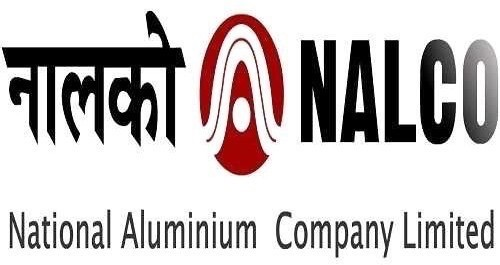 नालको NALCO
National Aluminium Company Limited